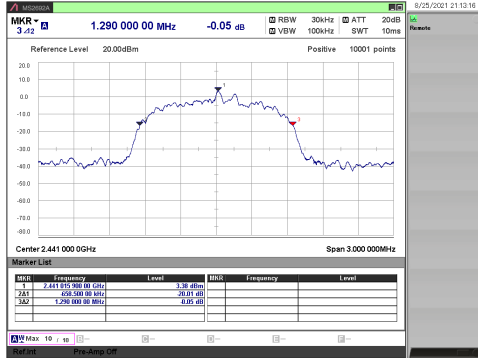 MS2692A
8/25/2021 21:13:16
MKR
3 Δ2
A
1.290 000 00 MHz
-0.05 dB
RBW 30kHz
VBW 100kHz
ATT 20dB
SWT 10ms
Remote
Reference Level 20.00dBm
Positive 10001 points
20.0
10.0
0.0
-10.0
-20.0
-30.0
-40.0
-50.0
-60.0
-70.0
-80.0
1
3
Center 2.441 000 0GHz
Span 3.000 000MHz
Marker List
MKR Frequency Level MKR Frequency Level
1 2.441 015 900 00 GHz 3.38 dBm
2Δ1 -650.500 00 kHz -20.01 dB
3Δ2 1.290 000 00 MHz -0.05 dB
A Max 10 / 10
Ref.Int Pre-Amp Off